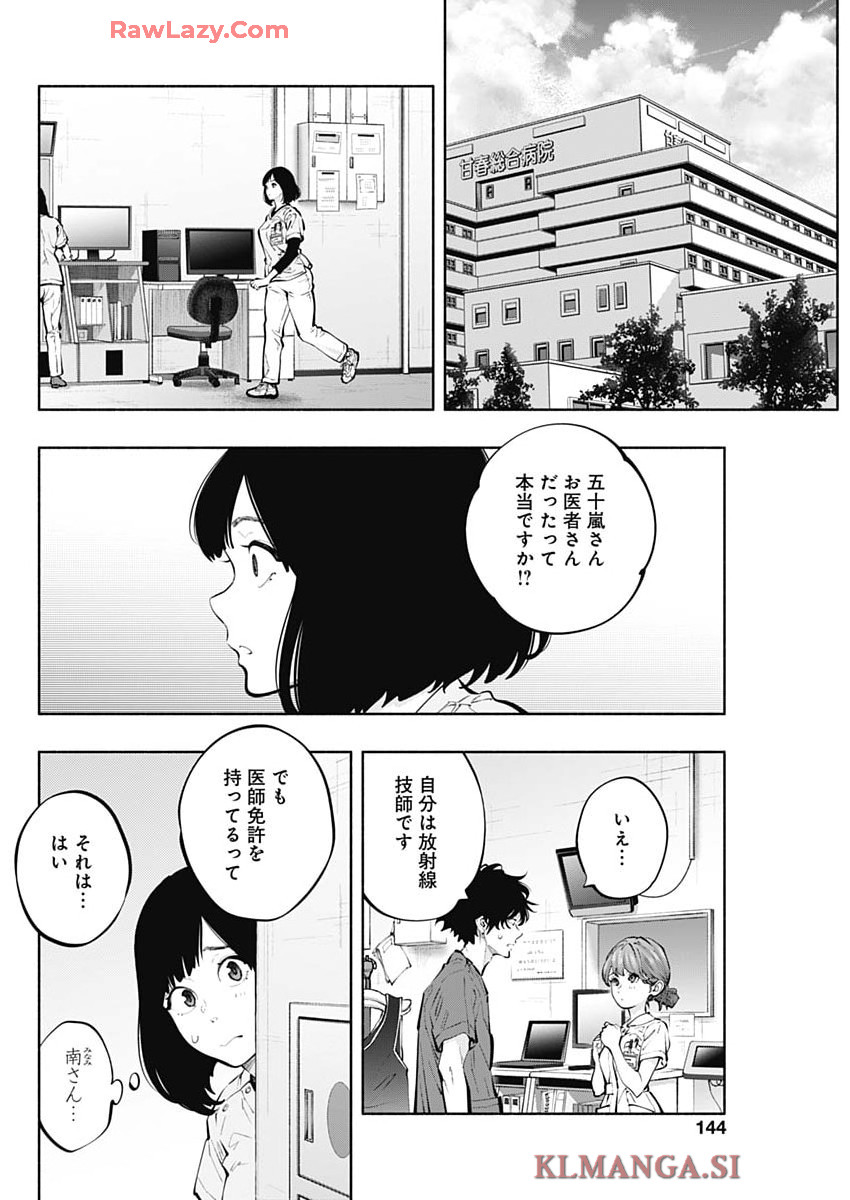 RawLazy.Com
甘春総合病院
五十嵐さん
お医者さん
だったって
本当ですか!?
いえ…
自分は放射線
技師です
でも
医師免許を
持ってるって
それは…
はい
南さん…
みなみ
144
KLMANGA.SI